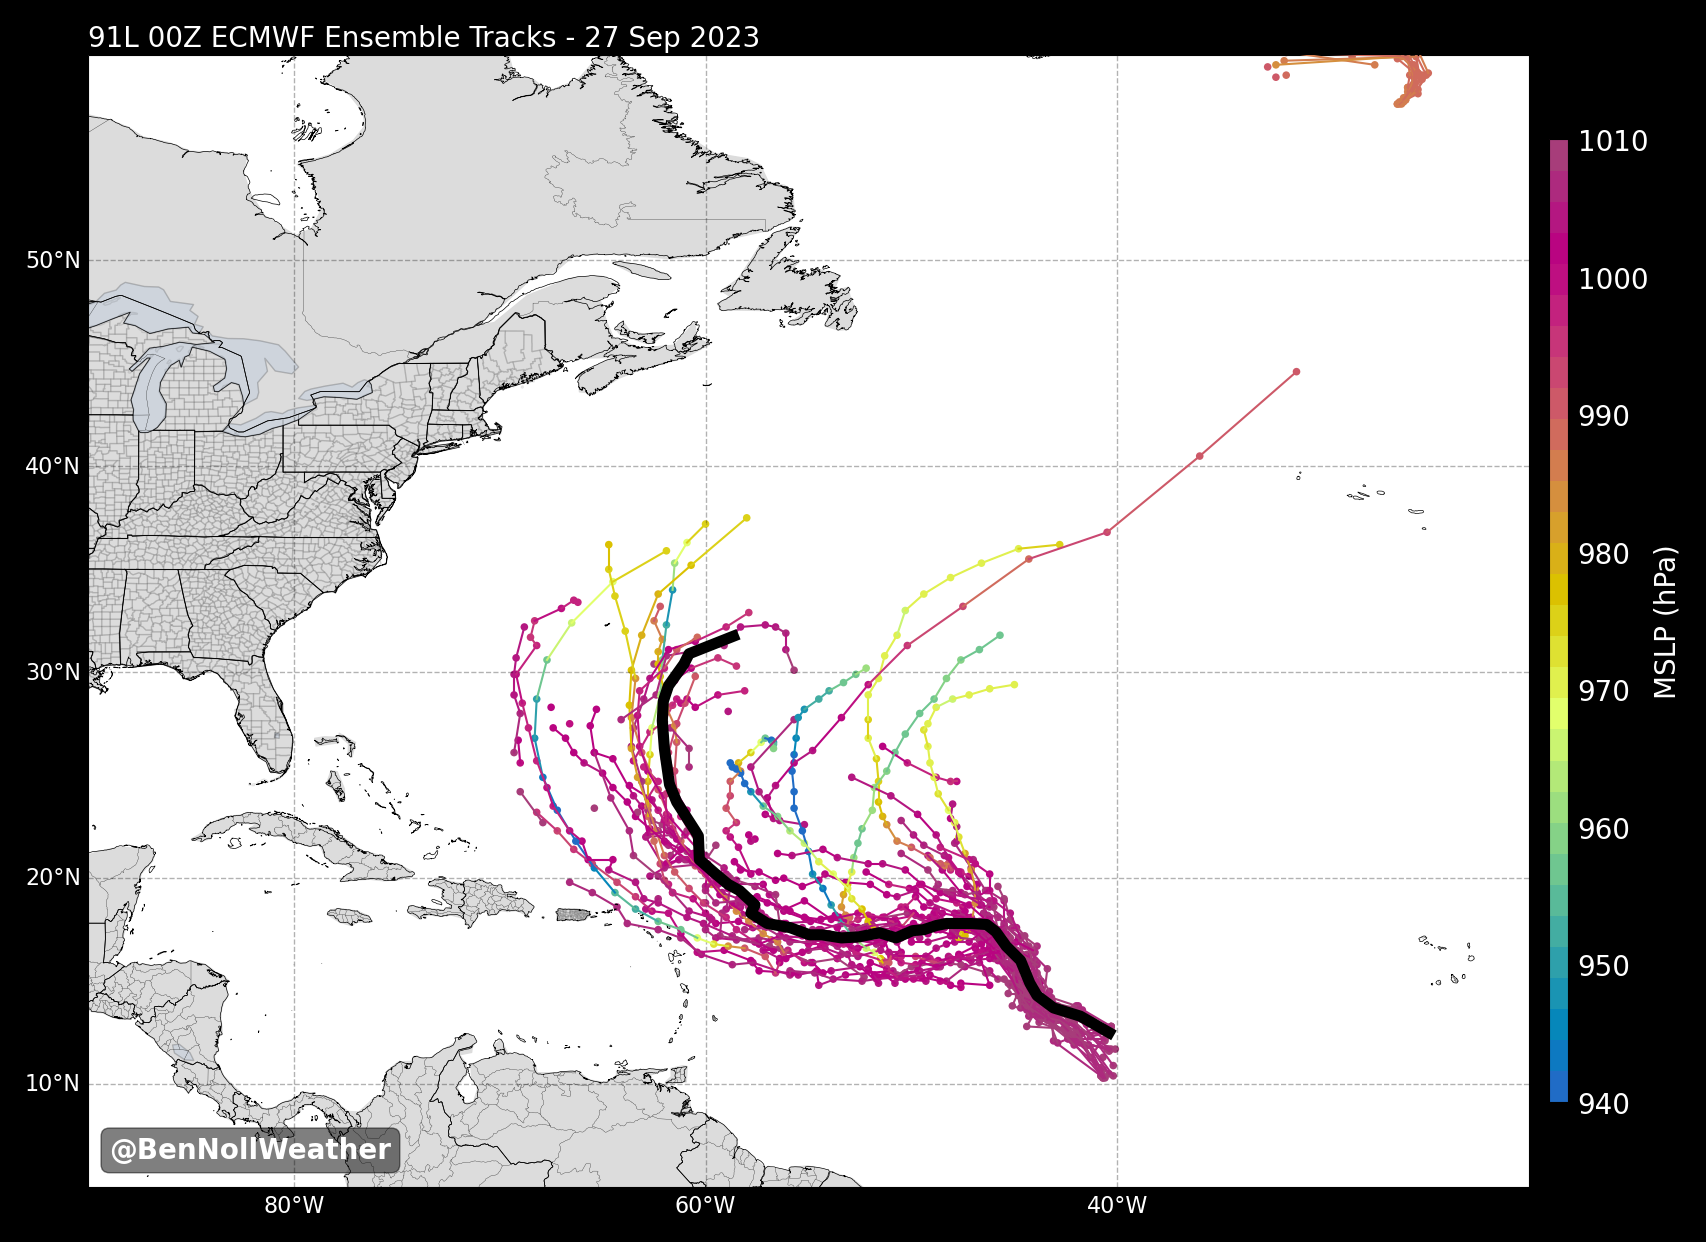 91L 00Z ECMWF Ensemble Tracks - 27 Sep 2023
50°N
40°N
30°N
20°N
10°N
80°W
60°W
40°W
1010
1000
990
980
970
960
950
940
MSLP (hPa)
@BenNollWeather